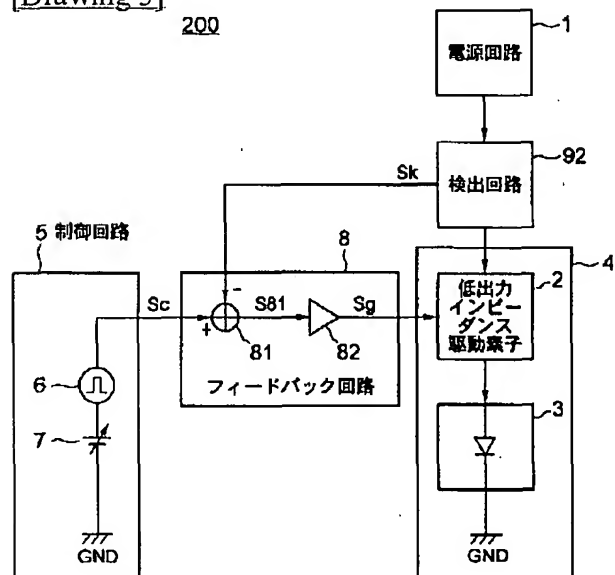 [Drawing 3]
200
1
電源回路
92
検出回路
Sk
5 制御回路
8
4
Sc
-
S81
Sg
2
低出力
インピー
ダンス
駆動素子
+
81
82
フィードバック回路
6
3
7
GND
GND